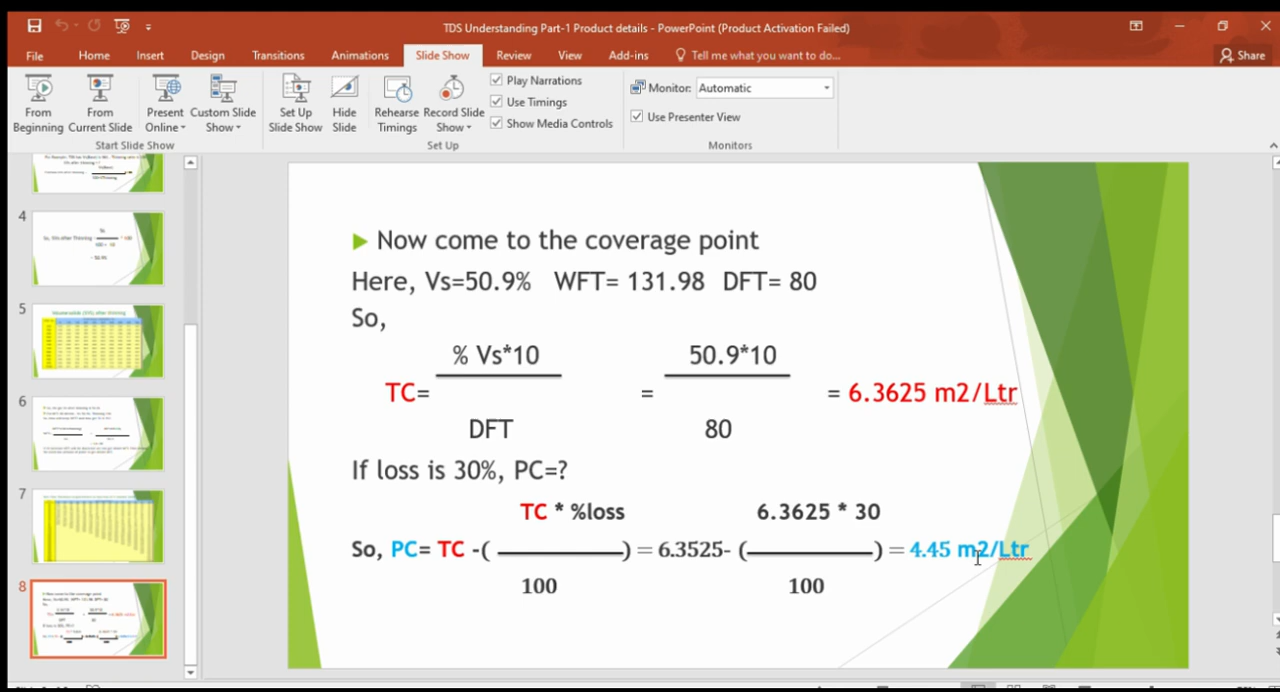 TDS Understanding Part-1 Product details - PowerPoint (Product Activation Failed)
File Home Insert Design Transitions Animations Slide Show Review View Add-ins Tell me what you want to do... Share
From Beginning
From Current Slide
Present Online
Custom Slide Show
Start Slide Show
Set Up Slide Show
Hide Slide
Rehearse Timings
Record Slide Show
Play Narrations
Use Timings
Show Media Controls
Set Up
Monitor: Automatic
Use Presenter View
Monitors
4
5
6
7
8
Now come to the coverage point
Here, Vs=50.9% WFT= 131.98 DFT= 80
So,
% Vs*10 50.9*10
TC= = = 6.3625 m2/Ltr
DFT 80
If loss is 30%, PC=?
TC * %loss 6.3625 * 30
So, PC= TC -( ) = 6.3525- ( ) = 4.45 m2/Ltr
100 100